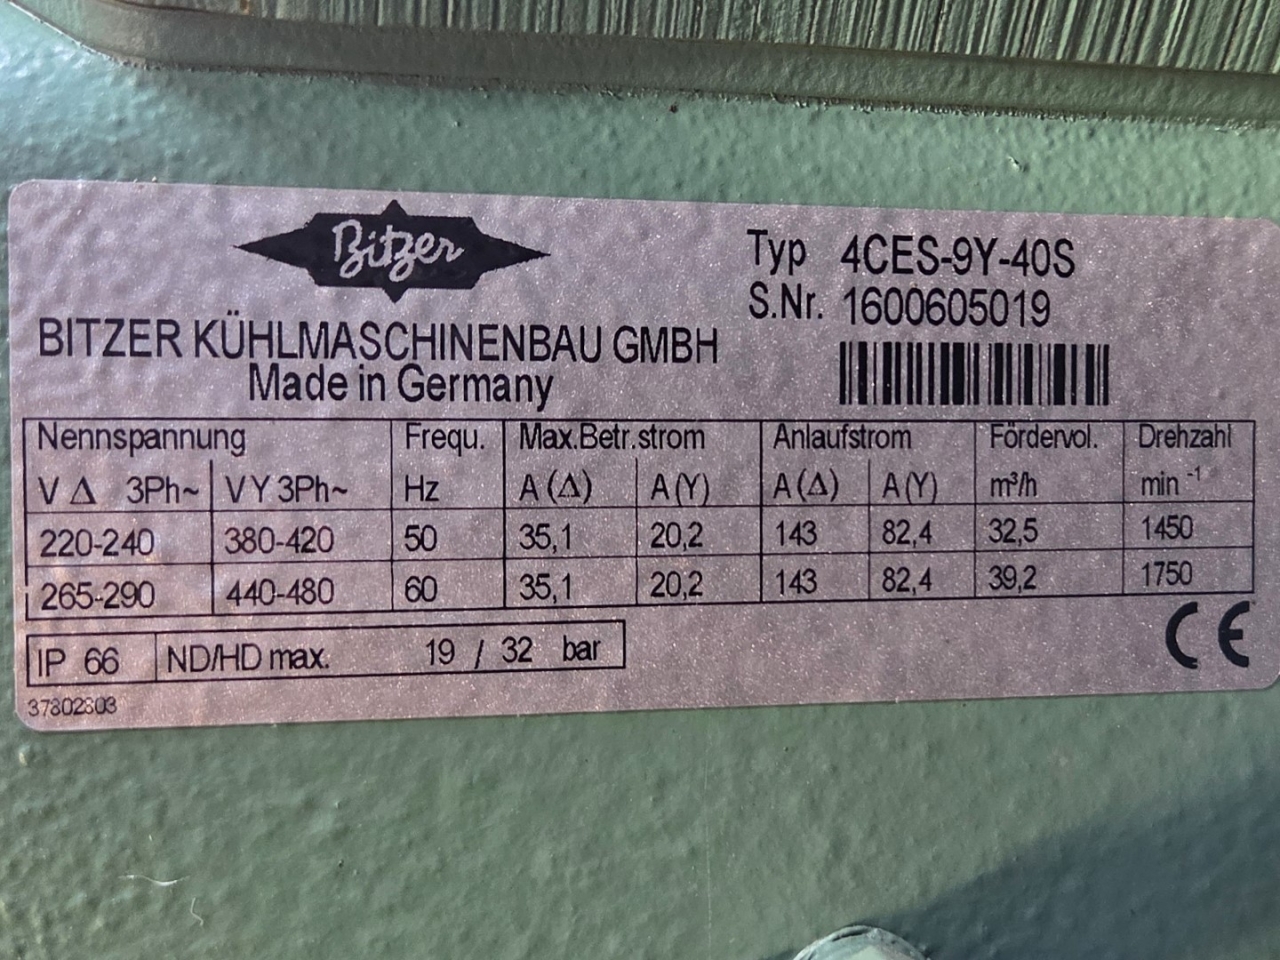 Bitzer
BITZER KÜHLMASCHINENBAU GMBH
Made in Germany
Typ 4CES-9Y-40S
S.Nr. 1600605019
Nennspannung Frequ. Max.Betr.strom Anlaufstrom Fördervol. Drehzahl
V Δ 3Ph~ V Y 3Ph~ Hz A (Δ) A (Y) A (Δ) A (Y) m³/h min -1
220-240 380-420 50 35,1 20,2 143 82,4 32,5 1450
265-290 440-480 60 35,1 20,2 143 82,4 39,2 1750
IP 66 ND/HD max. 19 / 32 bar
CE
37802803